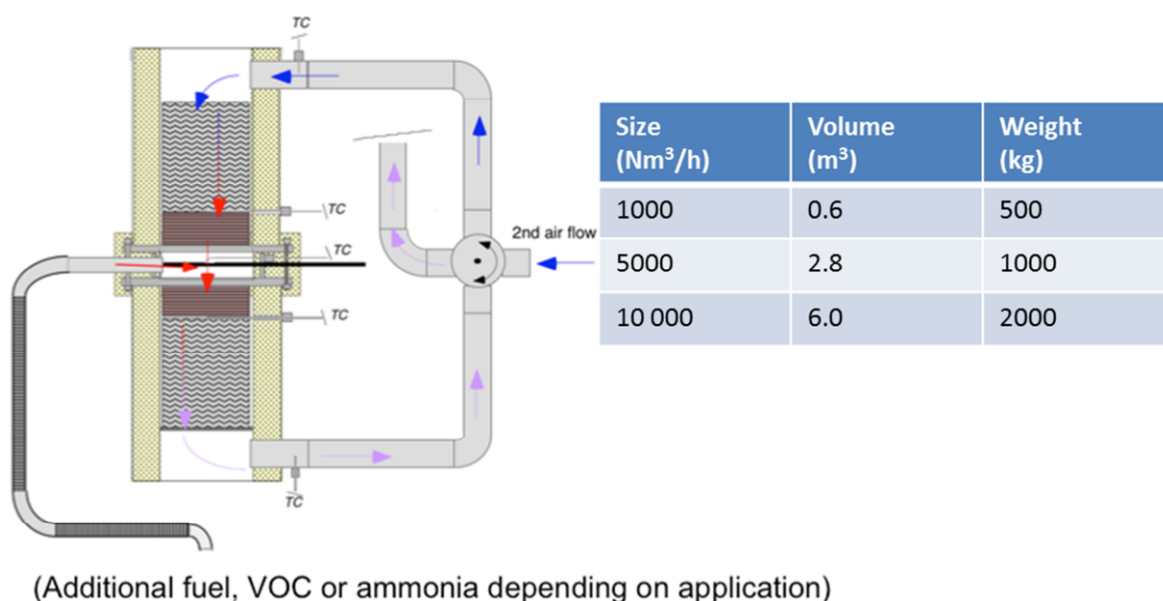 TC
TC
TC
TC
TC
2nd air flow
Size (Nm³/h) Volume (m³) Weight (kg)
1000 0.6 500
5000 2.8 1000
10 000 6.0 2000
(Additional fuel, VOC or ammonia depending on application)